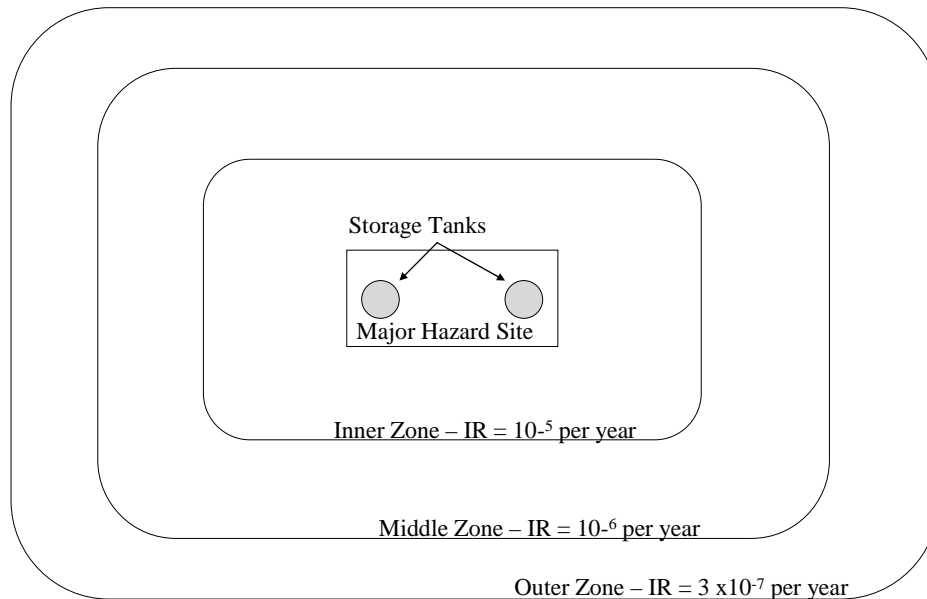 Storage Tanks
Major Hazard Site
Inner Zone – IR = 10-⁵ per year
Middle Zone – IR = 10-⁶ per year
Outer Zone – IR = 3 x10⁻⁷ per year